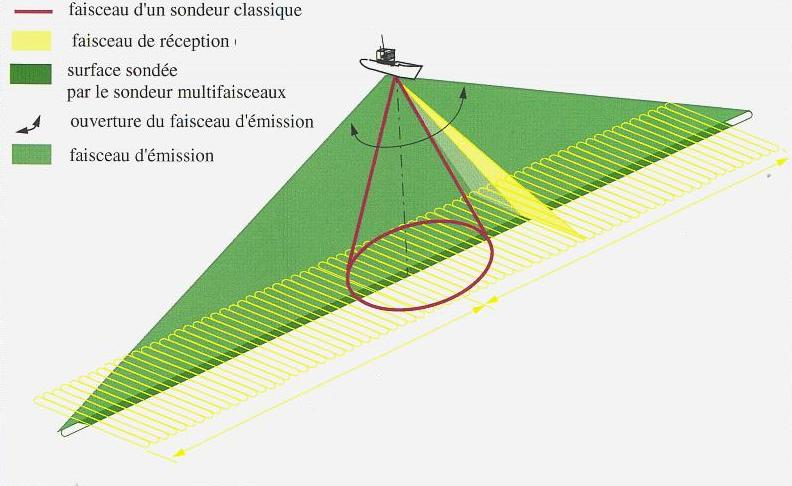 faisceau d'un sondeur classique
faisceau de réception
surface sondée
par le sondeur multifaisceaux
ouverture du faisceau d'émission
faisceau d'émission